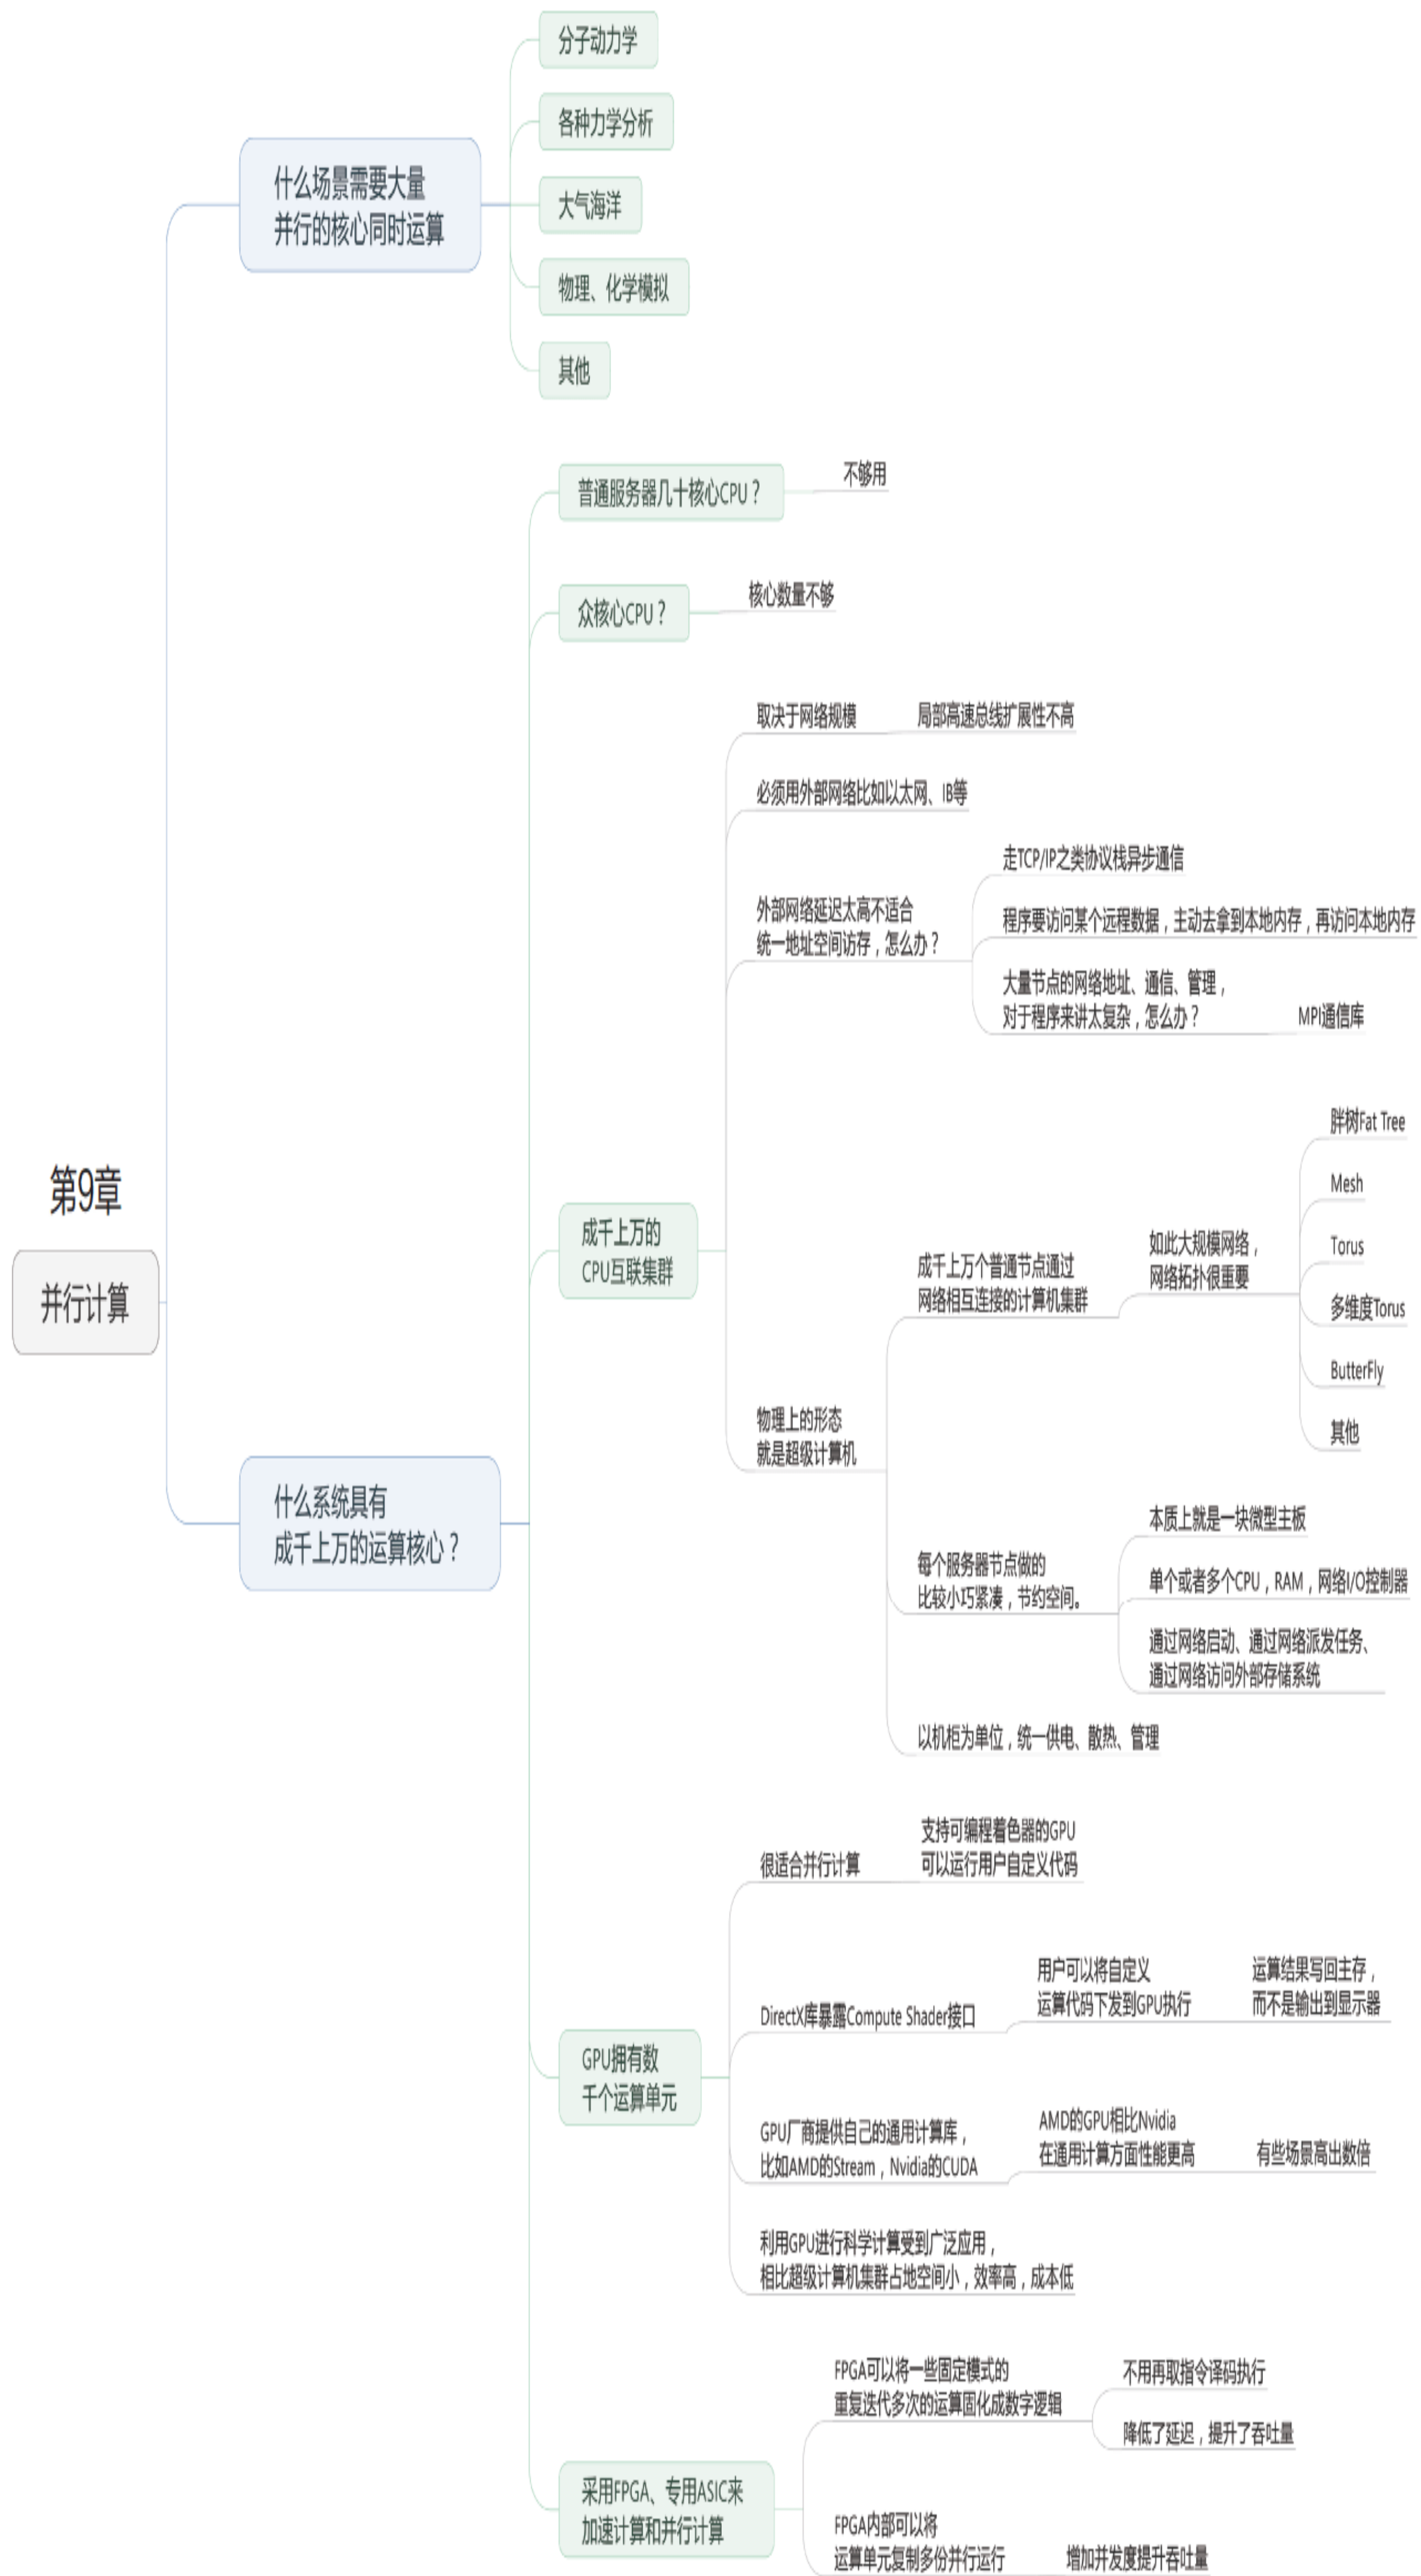 第9章
并行计算
什么场景需要大量
并行的核心同时运算
分子动力学
各种力学分析
大气海洋
物理、化学模拟
其他
什么系统具有
成千上万的运算核心？
普通服务器几十核心CPU？
不够用
众核心CPU？
核心数量不够
成千上万的
CPU互联集群
取决于网络规模
局部高速总线扩展性不高
必须用外部网络比如以太网、IB等
外部网络延迟太高不适合
统一地址空间访存，怎么办？
走TCP/IP之类协议栈异步通信
程序要访问某个远程数据，主动去拿到本地内存，再访问本地内存
大量节点的网络地址、通信、管理，
对于程序来讲太复杂，怎么办？
MPI通信库
物理上的形态
就是超级计算机
成千上万个普通节点通过
网络相互连接的计算机集群
如此大规模网络，
网络拓扑很重要
胖树Fat Tree
Mesh
Torus
多维度Torus
ButterFly
其他
每个服务器节点做的
比较小巧紧凑，节约空间。
本质上就是一块微型主板
单个或者多个CPU，RAM，网络I/O控制器
通过网络启动、通过网络派发任务、
通过网络访问外部存储系统
以机柜为单位，统一供电、散热、管理
GPU拥有数
千个运算单元
很适合并行计算
支持可编程着色器的GPU
可以运行用户自定义代码
DirectX库暴露Compute Shader接口
用户可以将自定义
运算代码下发到GPU执行
运算结果写回主存，
而不是输出到显示器
GPU厂商提供自己的通用计算库，
比如AMD的Stream，Nvidia的CUDA
AMD的GPU相比Nvidia
在通用计算方面性能更高
有些场景高出数倍
利用GPU进行科学计算受到广泛应用，
相比超级计算机集群占地空间小，效率高，成本低
采用FPGA、专用ASIC来
加速计算和并行计算
FPGA可以将一些固定模式的
重复迭代多次的运算固化成数字逻辑
不用再取指令译码执行
降低了延迟，提升了吞吐量
FPGA内部可以将
运算单元复制多份并行运行
增加并发度提升吞吐量